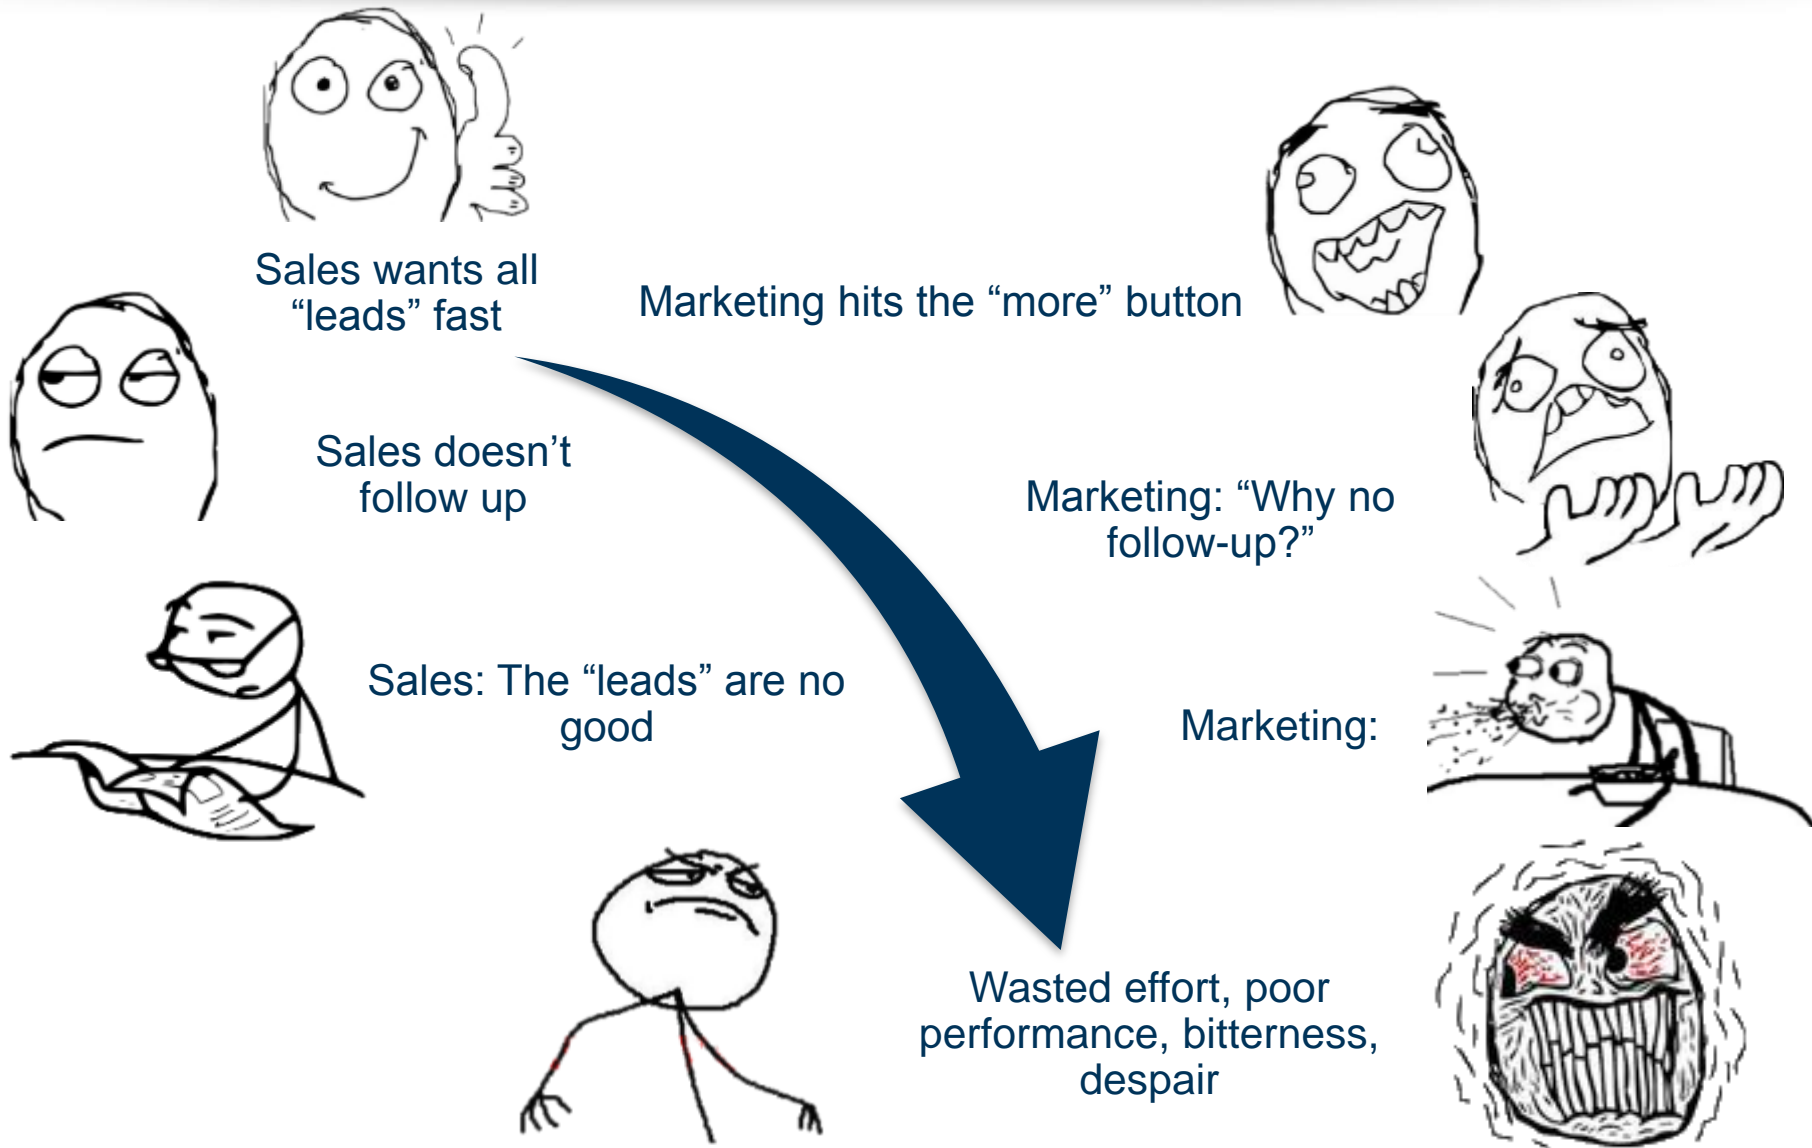 Sales wants all
“leads” fast
Marketing hits the “more” button
Sales doesn’t
follow up
Marketing: “Why no
follow-up?”
Sales: The “leads” are no
good
Marketing:
Wasted effort, poor
performance, bitterness,
despair